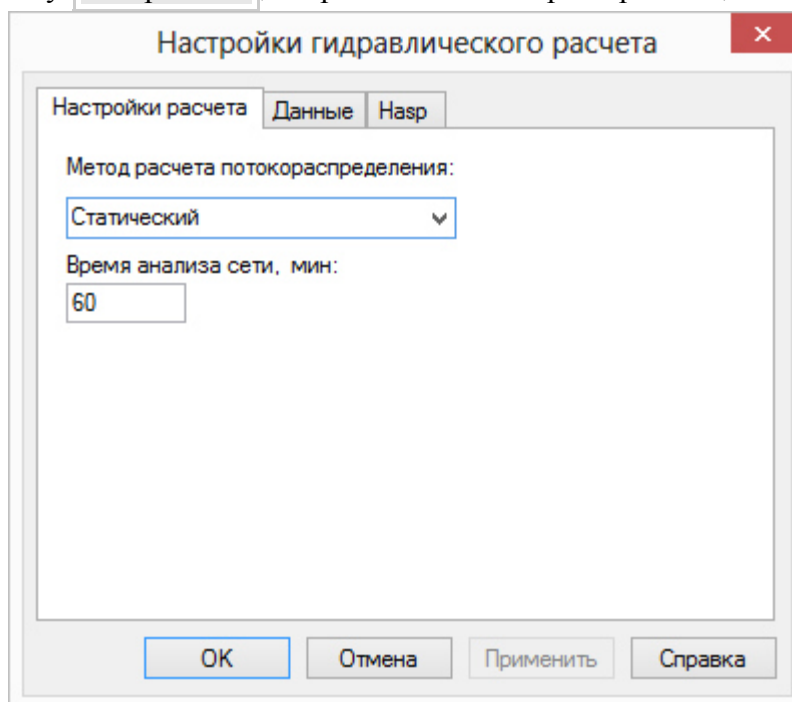 Настройки гидравлического расчета
Настройки расчета Данные Hasp
Метод расчета потокораспределения:
Статический
Время анализа сети, мин:
60
OK Отмена Применить Справка